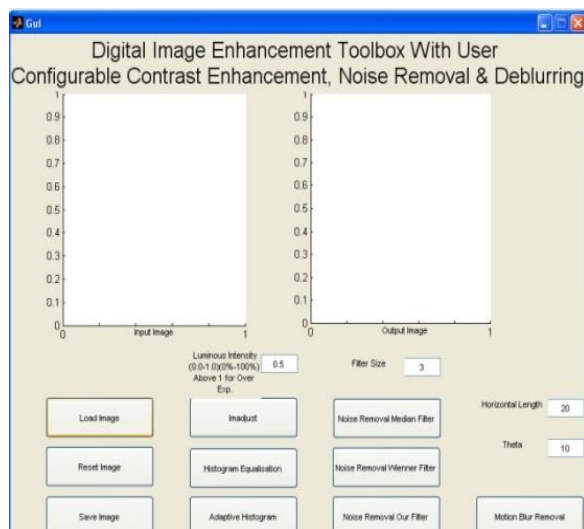 Gui
Digital Image Enhancement Toolbox With User
Configurable Contrast Enhancement, Noise Removal & Deblurring
1
0.9
0.8
0.7
0.6
0.5
0.4
0.3
0.2
0.1
0
0
Input Image
1
1
0.9
0.8
0.7
0.6
0.5
0.4
0.3
0.2
0.1
0
0
Output Image
1
Luminous Intensity
(0.0-1.0)(0%-100%)
Above 1 for Over
Exp.
0.5
Filter Size
3
Load Image
Imadjust
Noise Removal Median Filter
Horizontal Length
20
Theta
10
Reset Image
Histogram Equalisation
Noise Removal Wienner Filter
Save Image
Adaptive Histogram
Noise Removal Our Filter
Motion Blur Removal